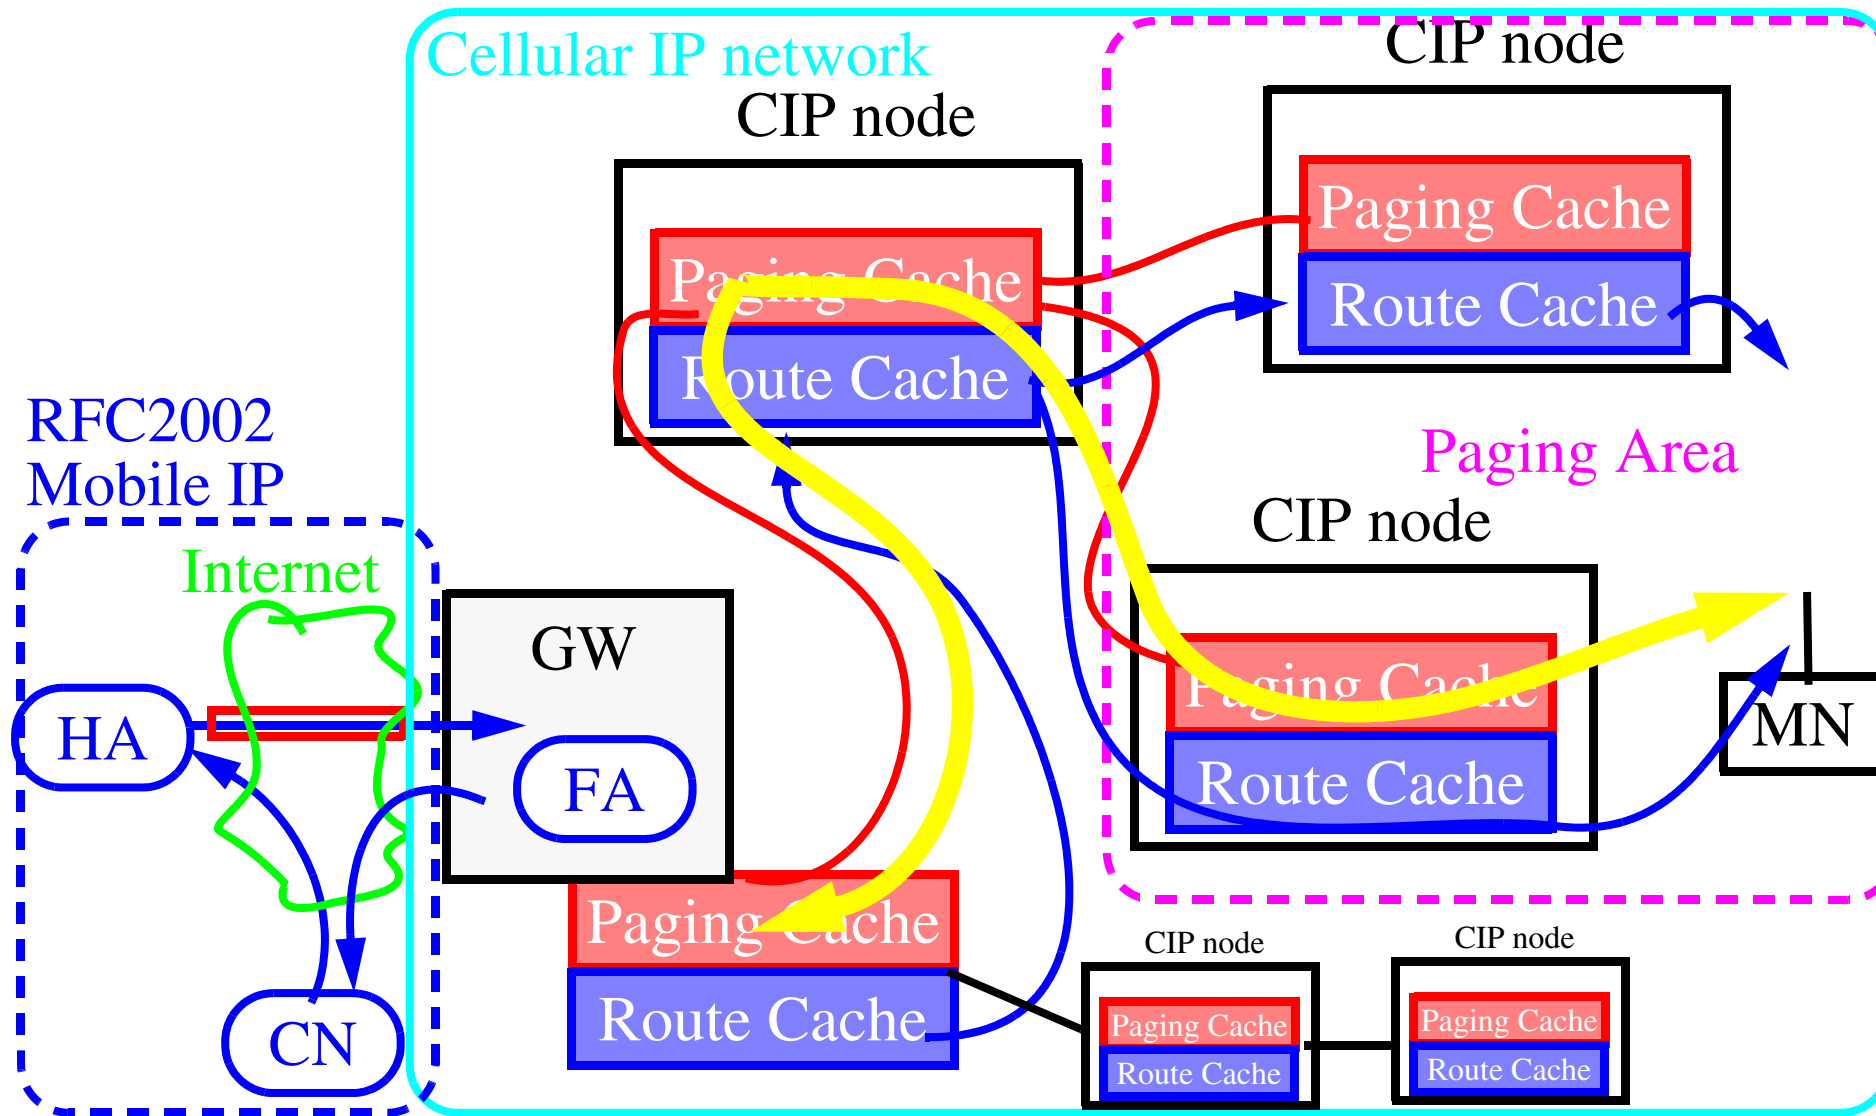 Cellular IP network
CIP node
CIP node
Paging Cache
Route Cache
Paging Cache
Route Cache
RFC2002
Mobile IP
Paging Area
CIP node
Internet
GW
HA
FA
Paging Cache
Route Cache
MN
Paging Cache
Route Cache
CN
CIP node
Paging Cache
Route Cache
CIP node
Paging Cache
Route Cache